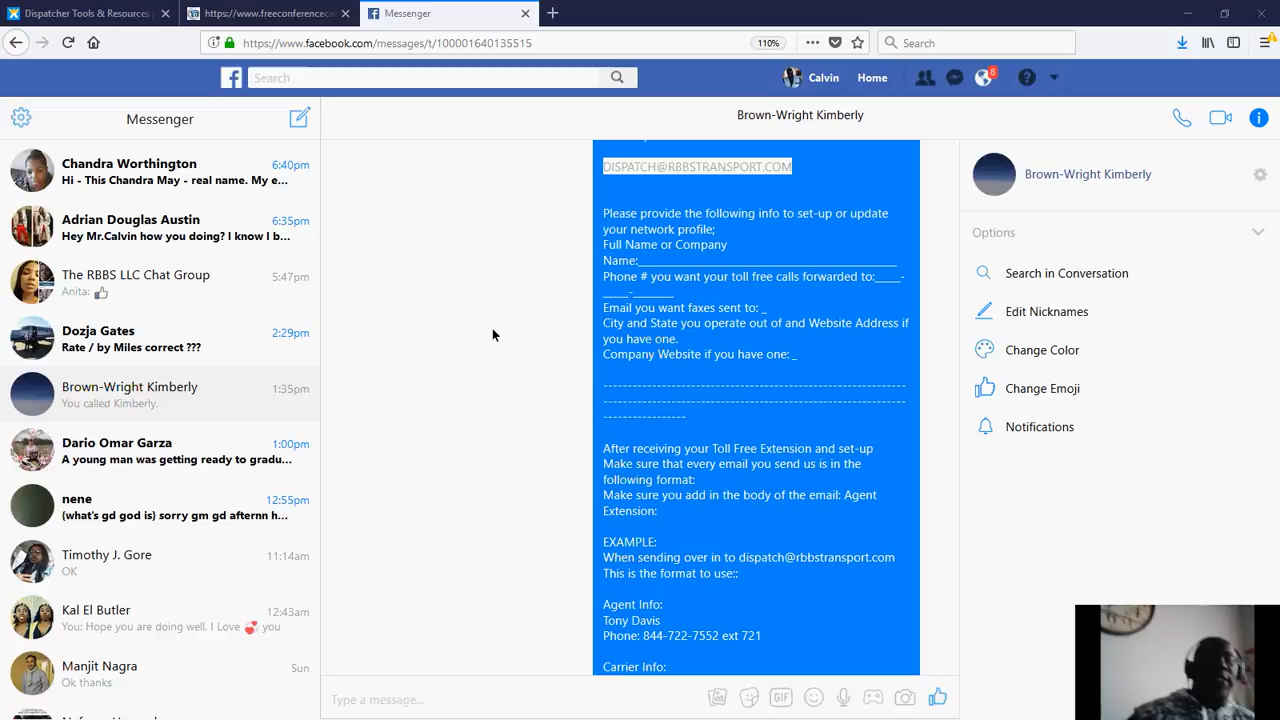 Dispatcher Tools & Resources |
https://www.freeconferenceca
Messenger
https://www.facebook.com/messages/t/100001640135515
110%
Search
Search
Calvin
Home
8
Messenger
Brown-Wright Kimberly
Chandra Worthington
6:40pm
Hi - This Chandra May - real name. My e...
Adrian Douglas Austin
6:35pm
Hey Mr.Calvin how you doing? I know I b...
The RBBS LLC Chat Group
5:47pm
Anita:
Dozja Gates
2:29pm
Rate / by Miles correct ???
Brown-Wright Kimberly
1:35pm
You called Kimberly.
Dario Omar Garza
1:00pm
A young man was getting ready to gradu...
nene
12:55pm
{what's gd god is} sorry gm gd afternn h...
Timothy J. Gore
11:14am
OK
Kal El Butler
12:43am
You: Hope you are doing well. I Love 💞 you
Manjit Nagra
Sun
Ok thanks
DISPATCH@RBBSTRANSPORT.COM
Please provide the following info to set-up or update
your network profile;
Full Name or Company
Name:___________________________________________
Phone # you want your toll free calls forwarded to:____-
____-_______
Email you want faxes sent to: _
City and State you operate out of and Website Address if
you have one.
Company Website if you have one: _
--------------------------------------------------------------
--------------------------------------------------------------
-----------------
After receiving your Toll Free Extension and set-up
Make sure that every email you send us is in the
following format:
Make sure you add in the body of the email: Agent
Extension:
EXAMPLE:
When sending over in to dispatch@rbbstransport.com
This is the format to use::
Agent Info:
Tony Davis
Phone: 844-722-7552 ext 721
Carrier Info:
Type a message...
GIF
Brown-Wright Kimberly
Options
Search in Conversation
Edit Nicknames
Change Color
Change Emoji
Notifications